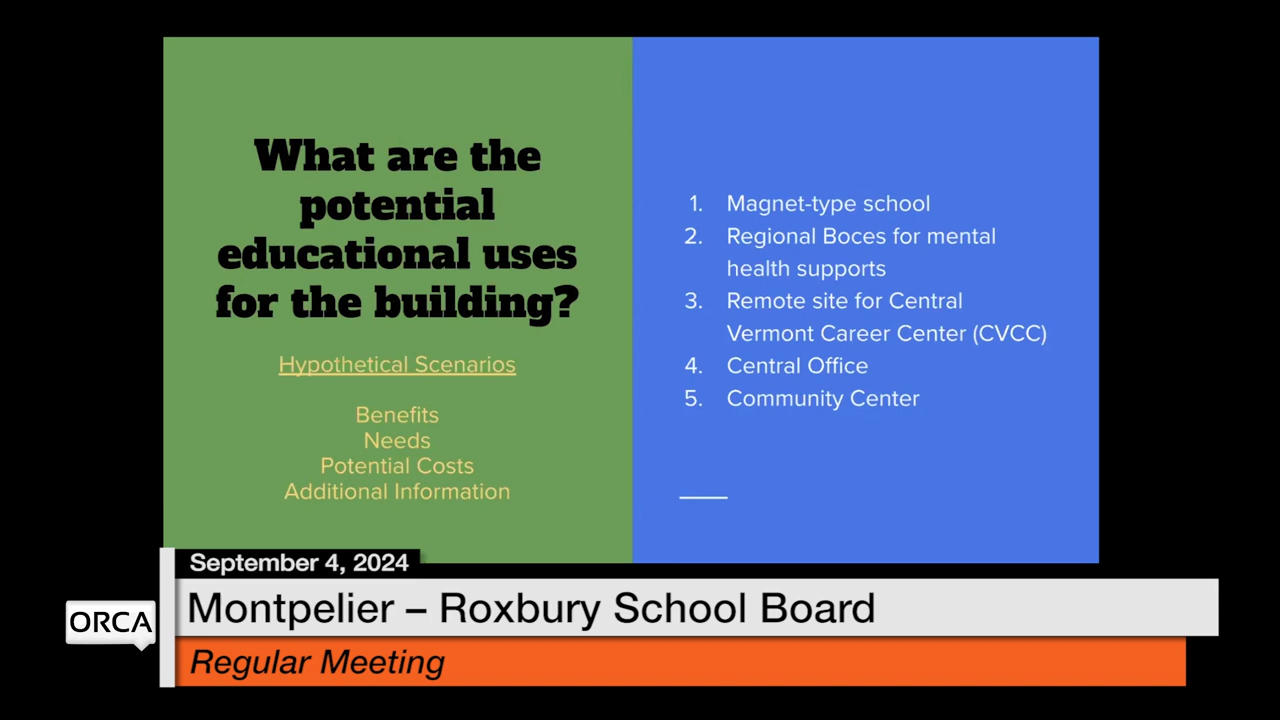 What are the
potential
educational uses
for the building?
Hypothetical Scenarios
Benefits
Needs
Potential Costs
Additional Information
1. Magnet-type school
2. Regional Boces for mental
health supports
3. Remote site for Central
Vermont Career Center (CVCC)
4. Central Office
5. Community Center
September 4, 2024
ORCA
Montpelier – Roxbury School Board
Regular Meeting